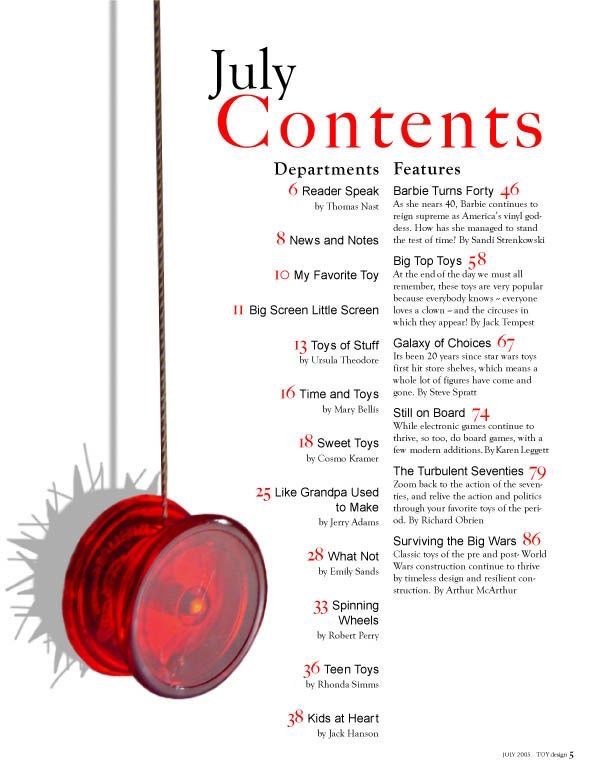 July
Contents
Departments
6 Reader Speak
by Thomas Nast
8 News and Notes
10 My Favorite Toy
11 Big Screen Little Screen
13 Toys of Stuff
by Ursula Theodore
16 Time and Toys
by Mary Bellis
18 Sweet Toys
by Cosmo Kramer
25 Like Grandpa Used
to Make
by Jerry Adams
28 What Not
by Emily Sands
33 Spinning
Wheels
by Robert Perry
36 Teen Toys
by Rhonda Simms
38 Kids at Heart
by Jack Hanson
Features
Barbie Turns Forty 46
As she nears 40, Barbie continues to
reign supreme as America's vinyl god-
dess. How has she managed to stand
the test of time? By Sandi Strenkowski
Big Top Toys 58
At the end of the day we must all
remember, these toys are very popular
because everybody knows - everyone
loves a clown - and the circuses in
which they appear! By Jack Tempest
Galaxy of Choices 67
Its been 20 years since star wars toys
first hit store shelves, which means a
whole lot of figures have come and
gone. By Steve Spratt
Still on Board 74
While electronic games continue to
thrive, so too, do board games, with a
few modern additions. By Karen Leggett
The Turbulent Seventies 79
Zoom back to the action of the seven-
ties, and relive the action and politics
through your favorite toys of the peri-
od. By Richard Obrien
Surviving the Big Wars 86
Classic toys of the pre and post- World
Wars construction continue to thrive
by timeless design and resilient con-
struction. By Arthur McArthur
JULY 2005 TOY design 5